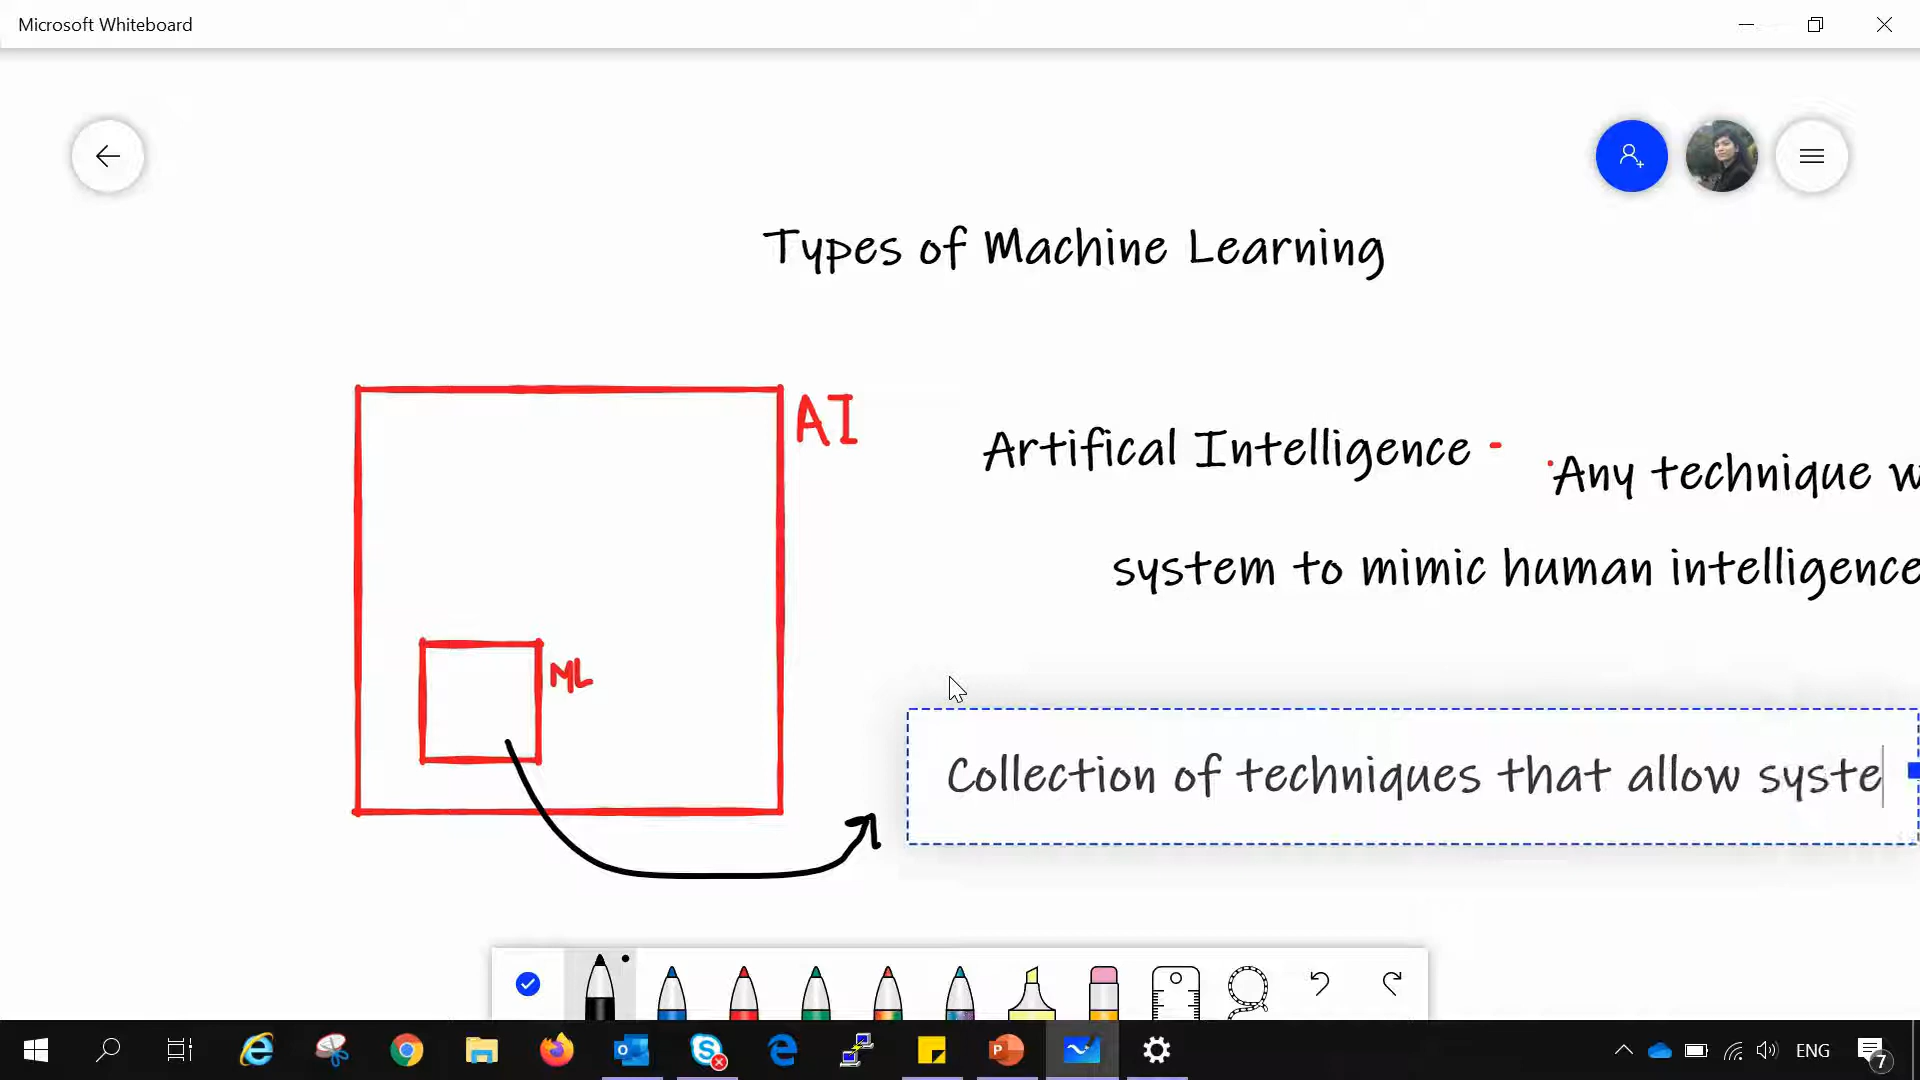 Microsoft Whiteboard
Types of Machine Learning
AI
Artifical Intelligence -
Any technique w
system to mimic human intelligence
ML
Collection of techniques that allow syste
ENG
7